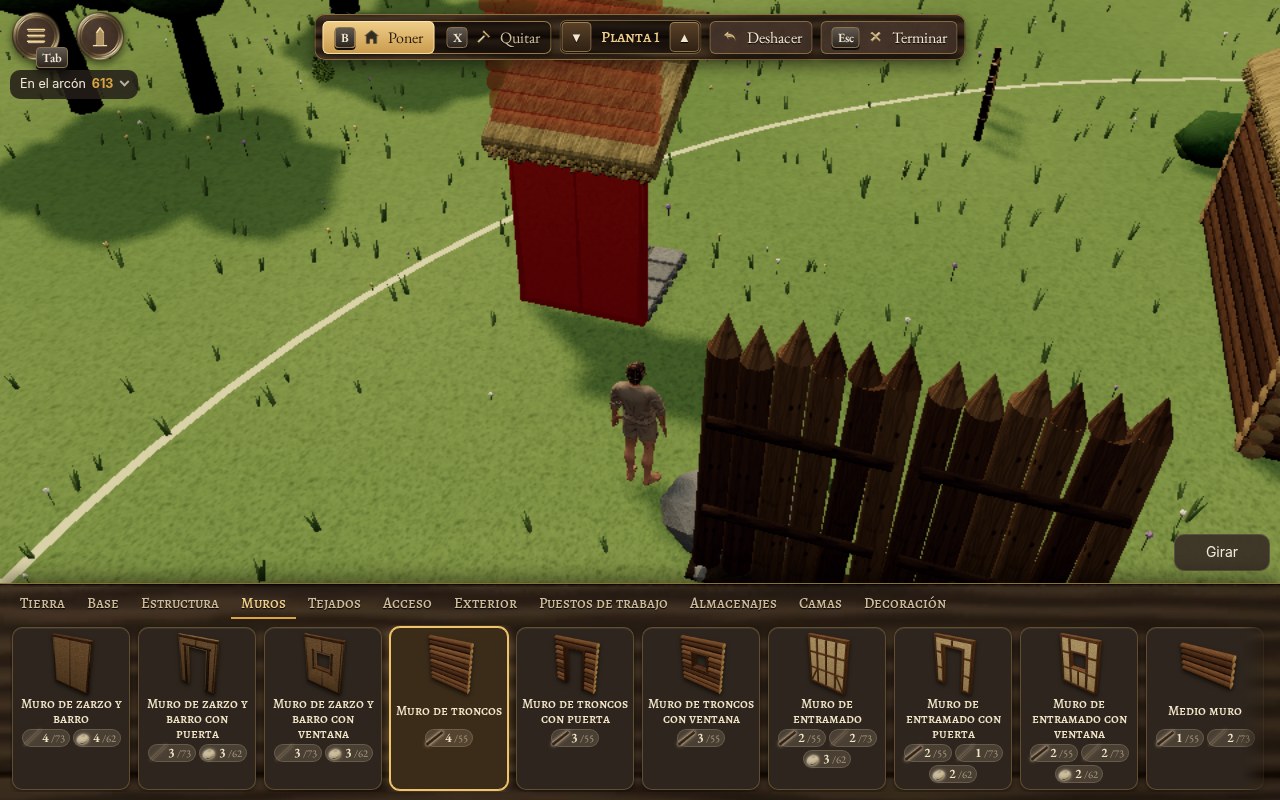 B Poner
X Quitar
▼ Planta 1 ▲
Deshacer
Esc Terminar
Tab
En el arcón 613
Girar
Tierra Base Estructura Muros Tejados Acceso Exterior Puestos de trabajo Almacenajes Camas Decoración
Muro de zarzo y
barro
4/73 4/62
Muro de zarzo y
barro con
puerta
3/73 3/62
Muro de zarzo y
barro con
ventana
3/73 3/62
Muro de troncos
4/55
Muro de troncos
con puerta
3/55
Muro de troncos
con ventana
3/55
Muro de
entramado
2/55 2/73
3/62
Muro de
entramado con
puerta
2/55 1/73
2/62
Muro de
entramado con
ventana
2/55 2/73
2/62
Medio muro
1/55 2/73